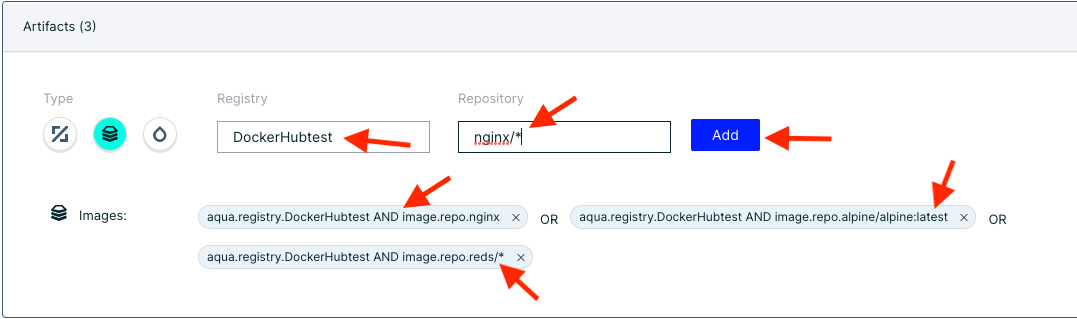 Artifacts (3)
Type Registry Repository
DockerHubtest nginx/* Add
Images: aqua.registry.DockerHubtest AND image.repo.nginx × OR aqua.registry.DockerHubtest AND image.repo.alpine/alpine:latest × OR
aqua.registry.DockerHubtest AND image.repo.reds/* ×